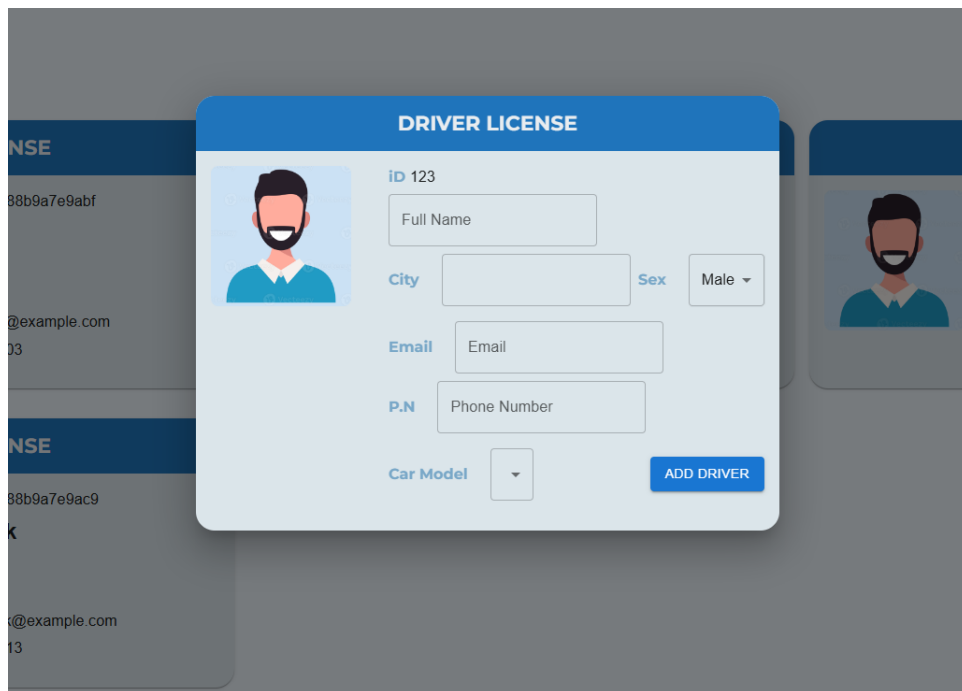 DRIVER LICENSE
iD 123
Full Name
City
Sex Male
Email Email
P.N Phone Number
Car Model
ADD DRIVER
NSE
88b9a7e9abf
@example.com
03
NSE
88b9a7e9ac9
k
k@example.com
13